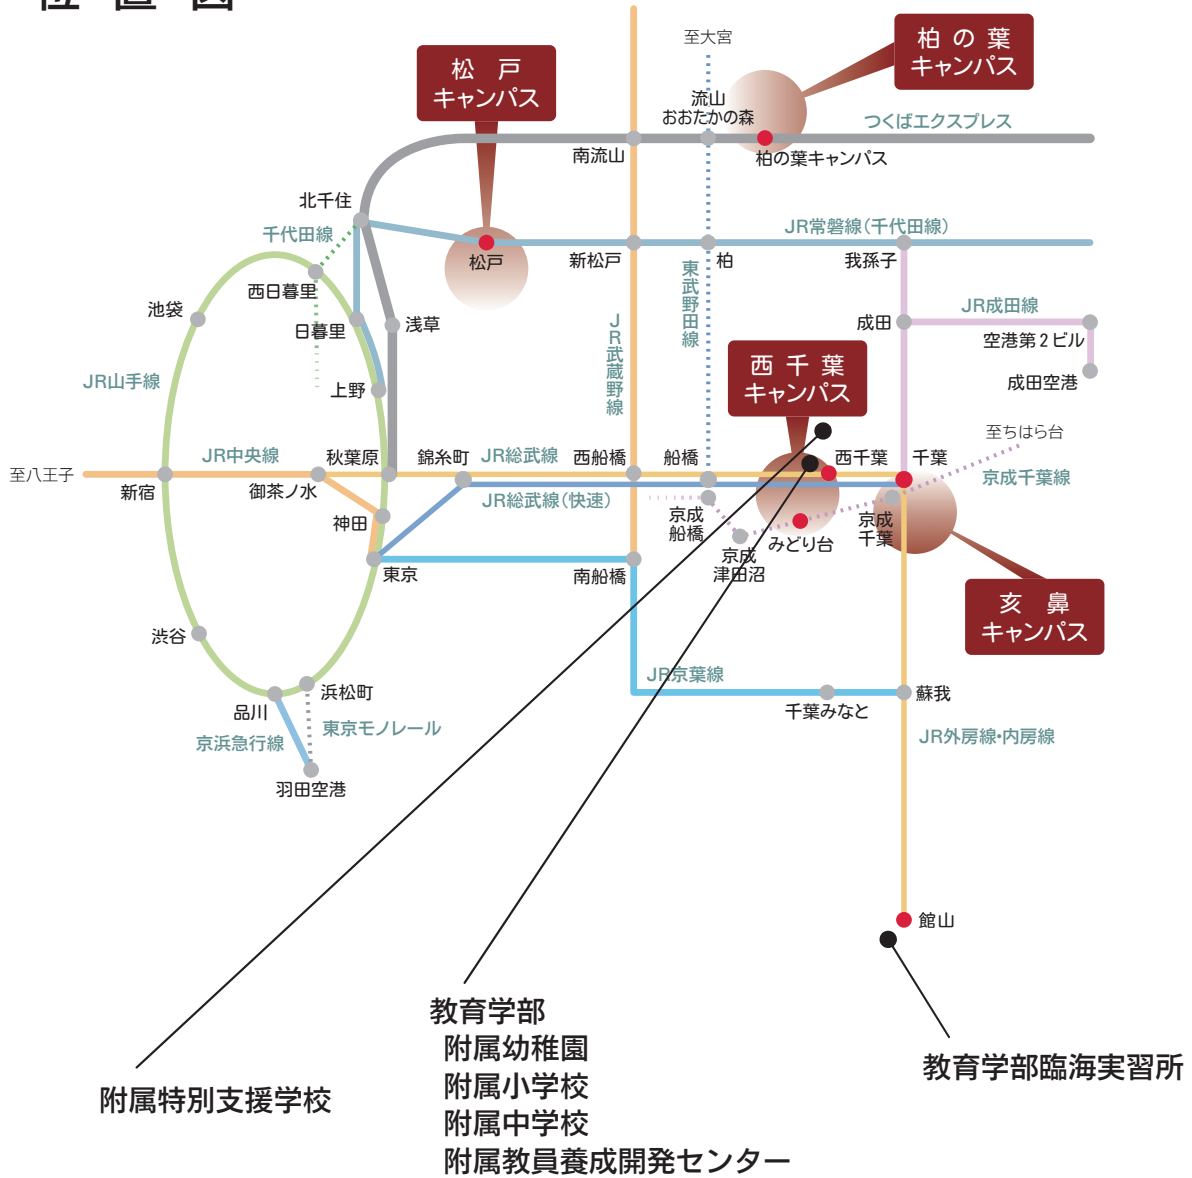 位 置 図
至大宮
柏 の 葉
キャンパス
松 戸
キャンパス
流山
おおたかの森
つくばエクスプレス
南流山
柏の葉キャンパス
北千住
千代田線
JR常磐線（千代田線）
松戸
新松戸
柏
我孫子
西日暮里
東武野田線
池袋
日暮里
浅草
JR武蔵野線
成田
JR成田線
空港第２ビル
成田空港
JR山手線
上野
西 千 葉
キャンパス
至ちはら台
至八王子
JR中央線
秋葉原
錦糸町
JR総武線
西船橋
船橋
西千葉
千葉
京成千葉線
新宿
御茶ノ水
JR総武線（快速）
神田
京成
船橋
みどり台
京成
千葉
京成
津田沼
東京
南船橋
亥 鼻
キャンパス
渋谷
JR京葉線
蘇我
千葉みなと
浜松町
品川
京浜急行線
東京モノレール
JR外房線・内房線
羽田空港
館山
教育学部
附属幼稚園
附属小学校
附属中学校
附属教員養成開発センター
附属特別支援学校
教育学部臨海実習所